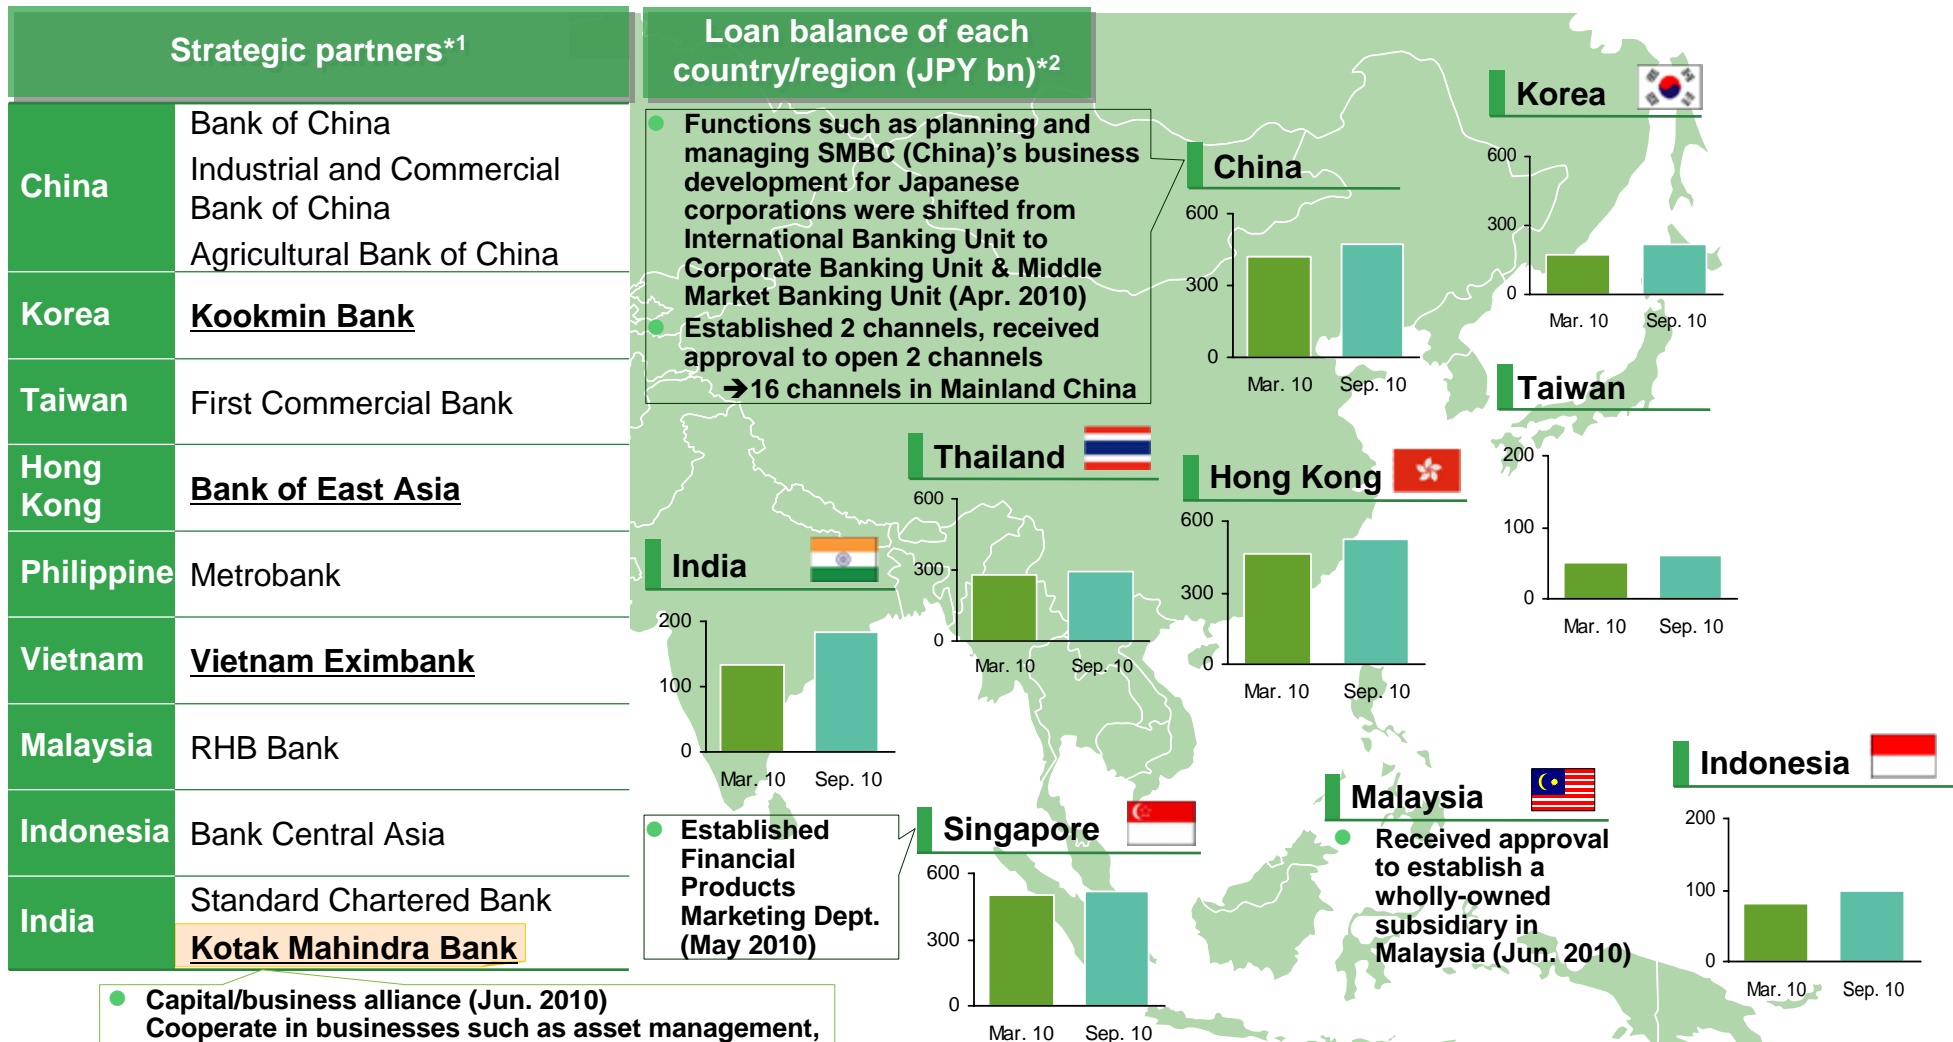 Strategic partners*1
China
Bank of China
Industrial and Commercial
Bank of China
Agricultural Bank of China
Korea
Kookmin Bank
Taiwan
First Commercial Bank
Hong
Kong
Bank of East Asia
Philippine
Metrobank
Vietnam
Vietnam Eximbank
Malaysia
RHB Bank
Indonesia
Bank Central Asia
India
Standard Chartered Bank
Kotak Mahindra Bank
● Capital/business alliance (Jun. 2010)
Cooperate in businesses such as asset management,
Loan balance of each
country/region (JPY bn)*2
● Functions such as planning and
managing SMBC (China)’s business
development for Japanese
corporations were shifted from
International Banking Unit to
Corporate Banking Unit & Middle
Market Banking Unit (Apr. 2010)
● Established 2 channels, received
approval to open 2 channels
➔16 channels in Mainland China
China
600
300
0
Mar. 10 Sep. 10
Korea
600
300
0
Mar. 10 Sep. 10
Taiwan
200
100
0
Mar. 10 Sep. 10
Thailand
600
300
0
Mar. 10 Sep. 10
Hong Kong
600
300
0
Mar. 10 Sep. 10
India
200
100
0
Mar. 10 Sep. 10
● Established
Financial
Products
Marketing Dept.
(May 2010)
Singapore
600
300
0
Mar. 10 Sep. 10
Malaysia
● Received approval
to establish a
wholly-owned
subsidiary in
Malaysia (Jun. 2010)
Indonesia
200
100
0
Mar. 10 Sep. 10